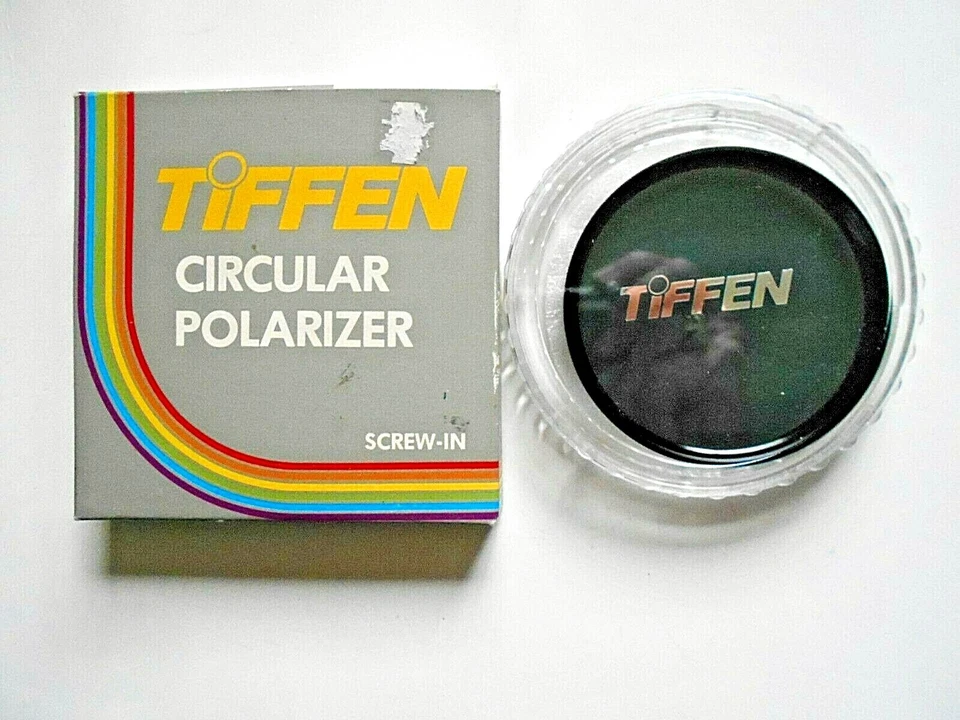 TiFFEN
CIRCULAR
POLARIZER
SCREW-IN
TiFFEN